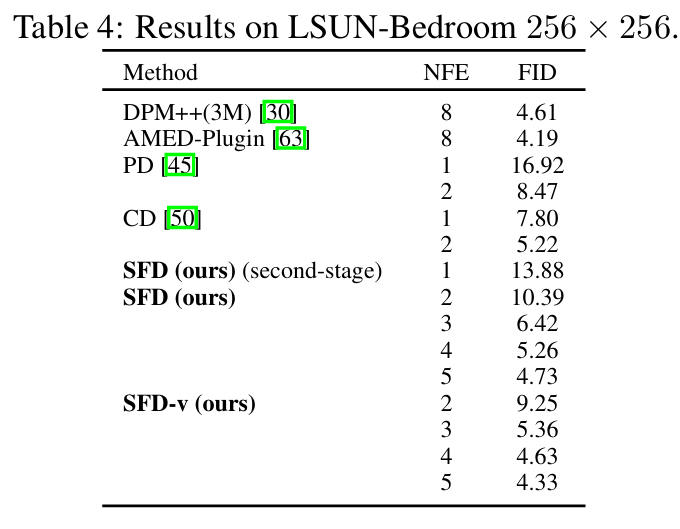 Table 4: Results on LSUN-Bedroom 256 × 256.
Method NFE FID
DPM++(3M) [30] 8 4.61
AMED-Plugin [63] 8 4.19
PD [45] 1 16.92
2 8.47
CD [50] 1 7.80
2 5.22
SFD (ours) (second-stage) 1 13.88
SFD (ours) 2 10.39
3 6.42
4 5.26
5 4.73
SFD-v (ours) 2 9.25
3 5.36
4 4.63
5 4.33